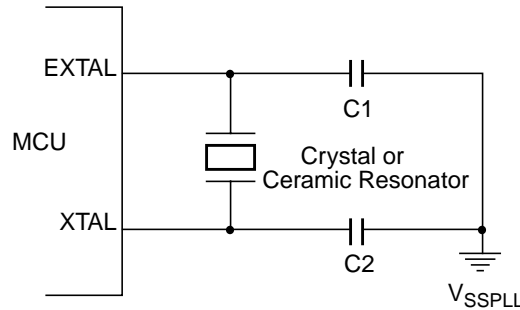 EXTAL
C1
MCU
Crystal or
Ceramic Resonator
XTAL
C2
VSSPLL